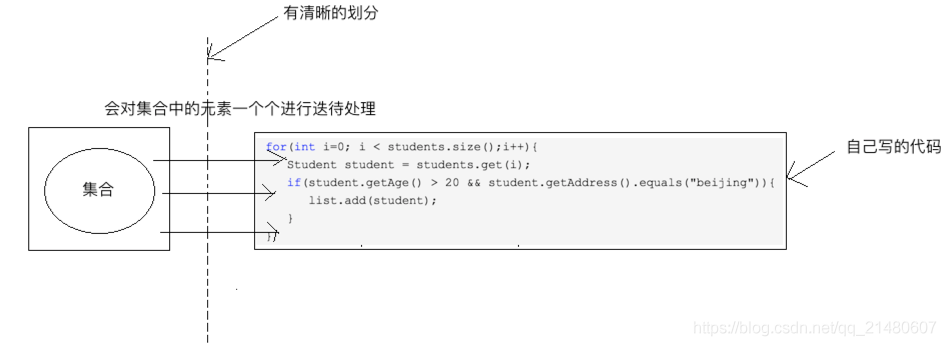 有清晰的划分
会对集合中的元素一个个进行迭待处理
集合
for(int i=0; i < students.size();i++){
Student student = students.get(i);
if(student.getAge() > 20 && student.getAddress().equals("beijing")){
list.add(student);
}
}
自己写的代码
https://blog.csdn.net/qq_21480607